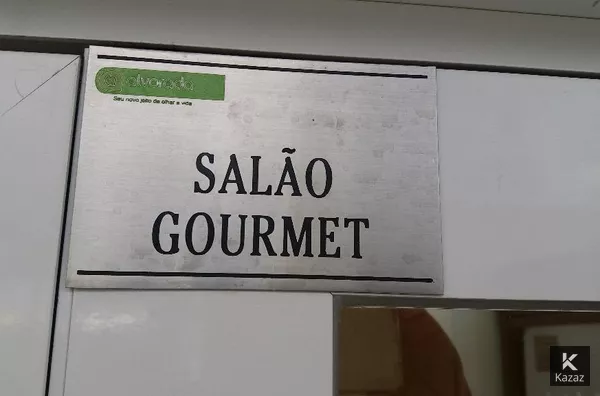 alvorada
Seu novo jeito de olhar a vida
SALÃO
GOURMET
K
Kazaz